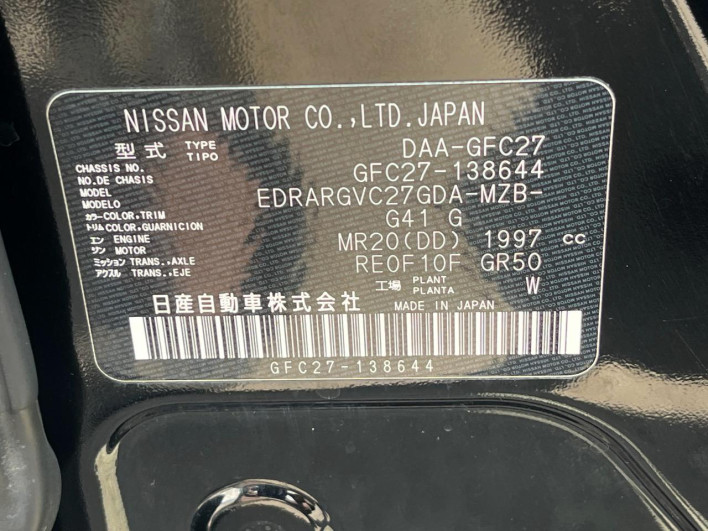 NISSAN MOTOR CO.,LTD.JAPAN
型式 TYPE TIPO DAA-GFC27
CHASSIS NO. NO.DE CHASIS GFC27-138644
MODEL MODELO EDRARGVC27GDA-MZB-
カラー COLOR,TRIM トリム COLOR,GUARNICION G41 G
エン ENGINE ジン MOTOR MR20(DD) 1997 cc
ミッション TRANS.,AXLE アクスル TRANS.,EJE RE0F10F GR50
工場 PLANT PLANTA W
日産自動車株式会社 MADE IN JAPAN
GFC27-138644